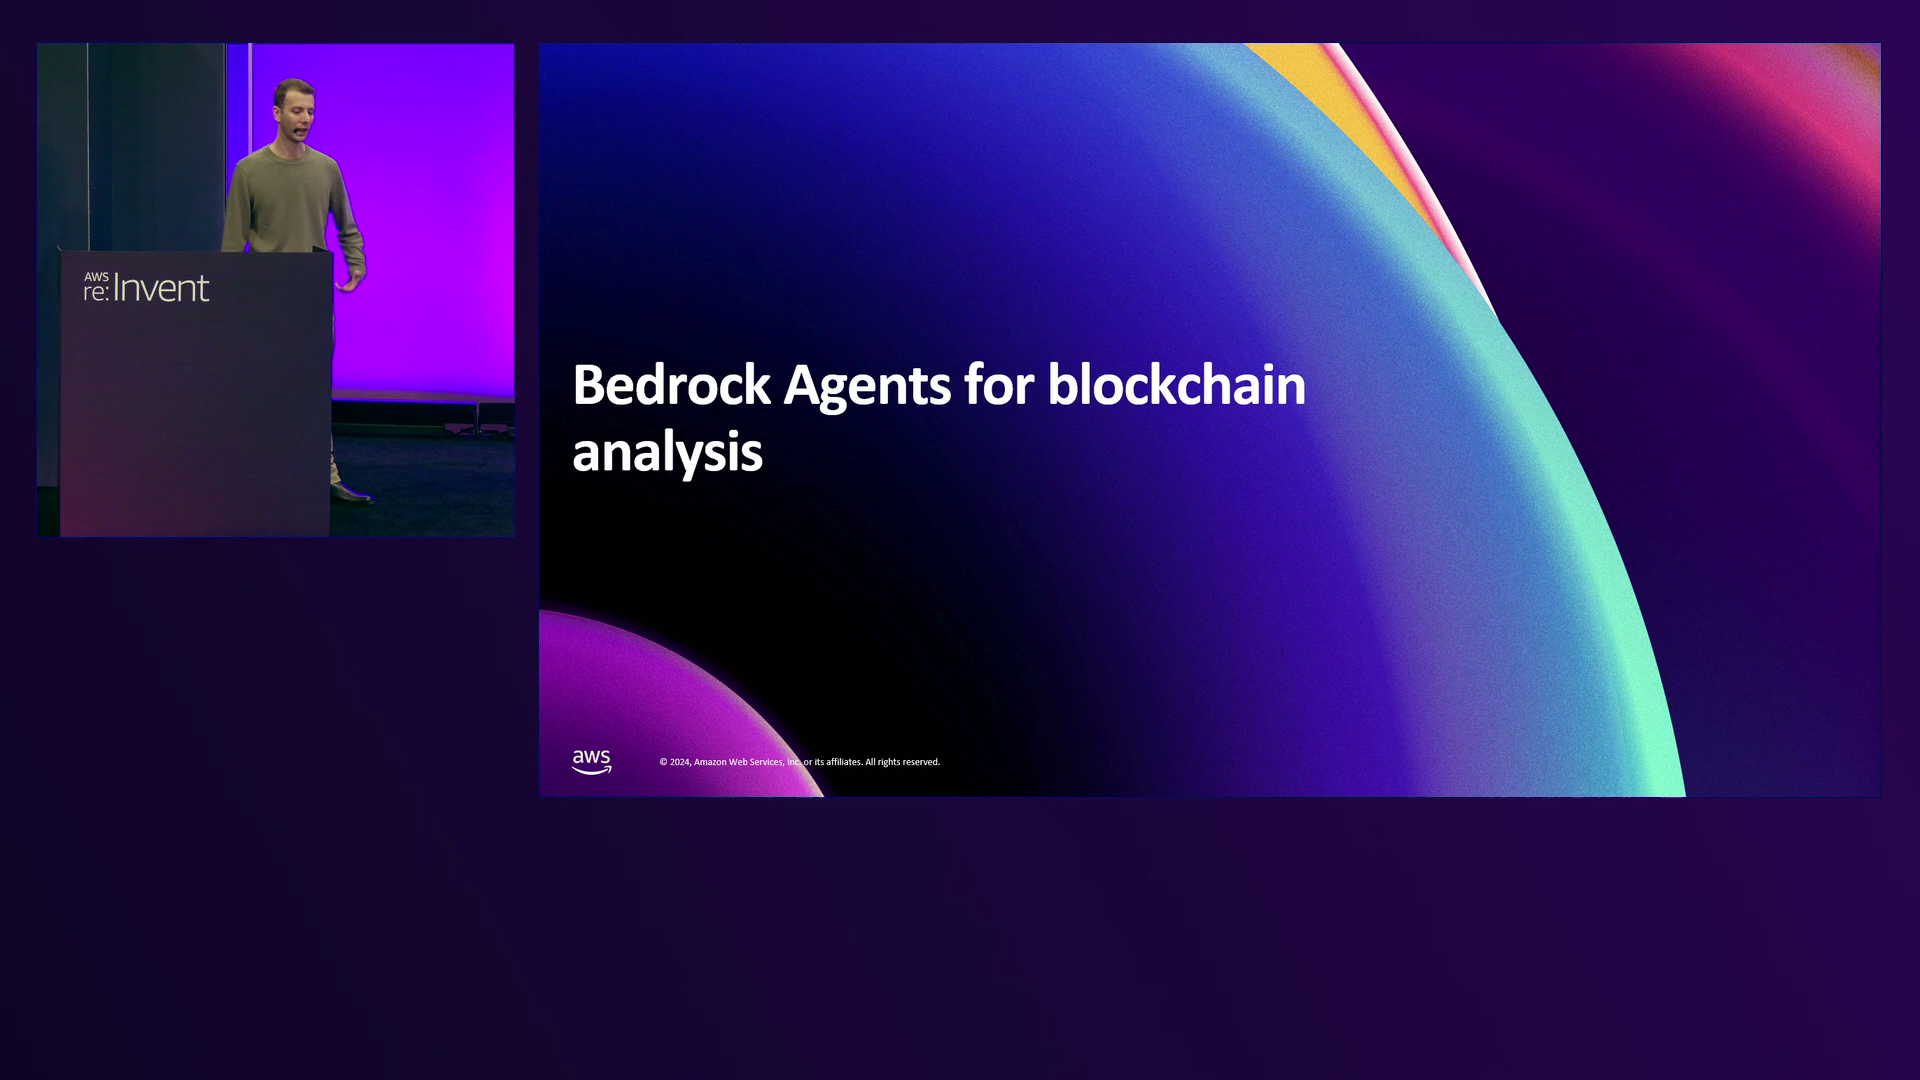 AWS
re:Invent
Bedrock Agents for blockchain
analysis
aws
© 2024, Amazon Web Services, Inc. or its affiliates. All rights reserved.